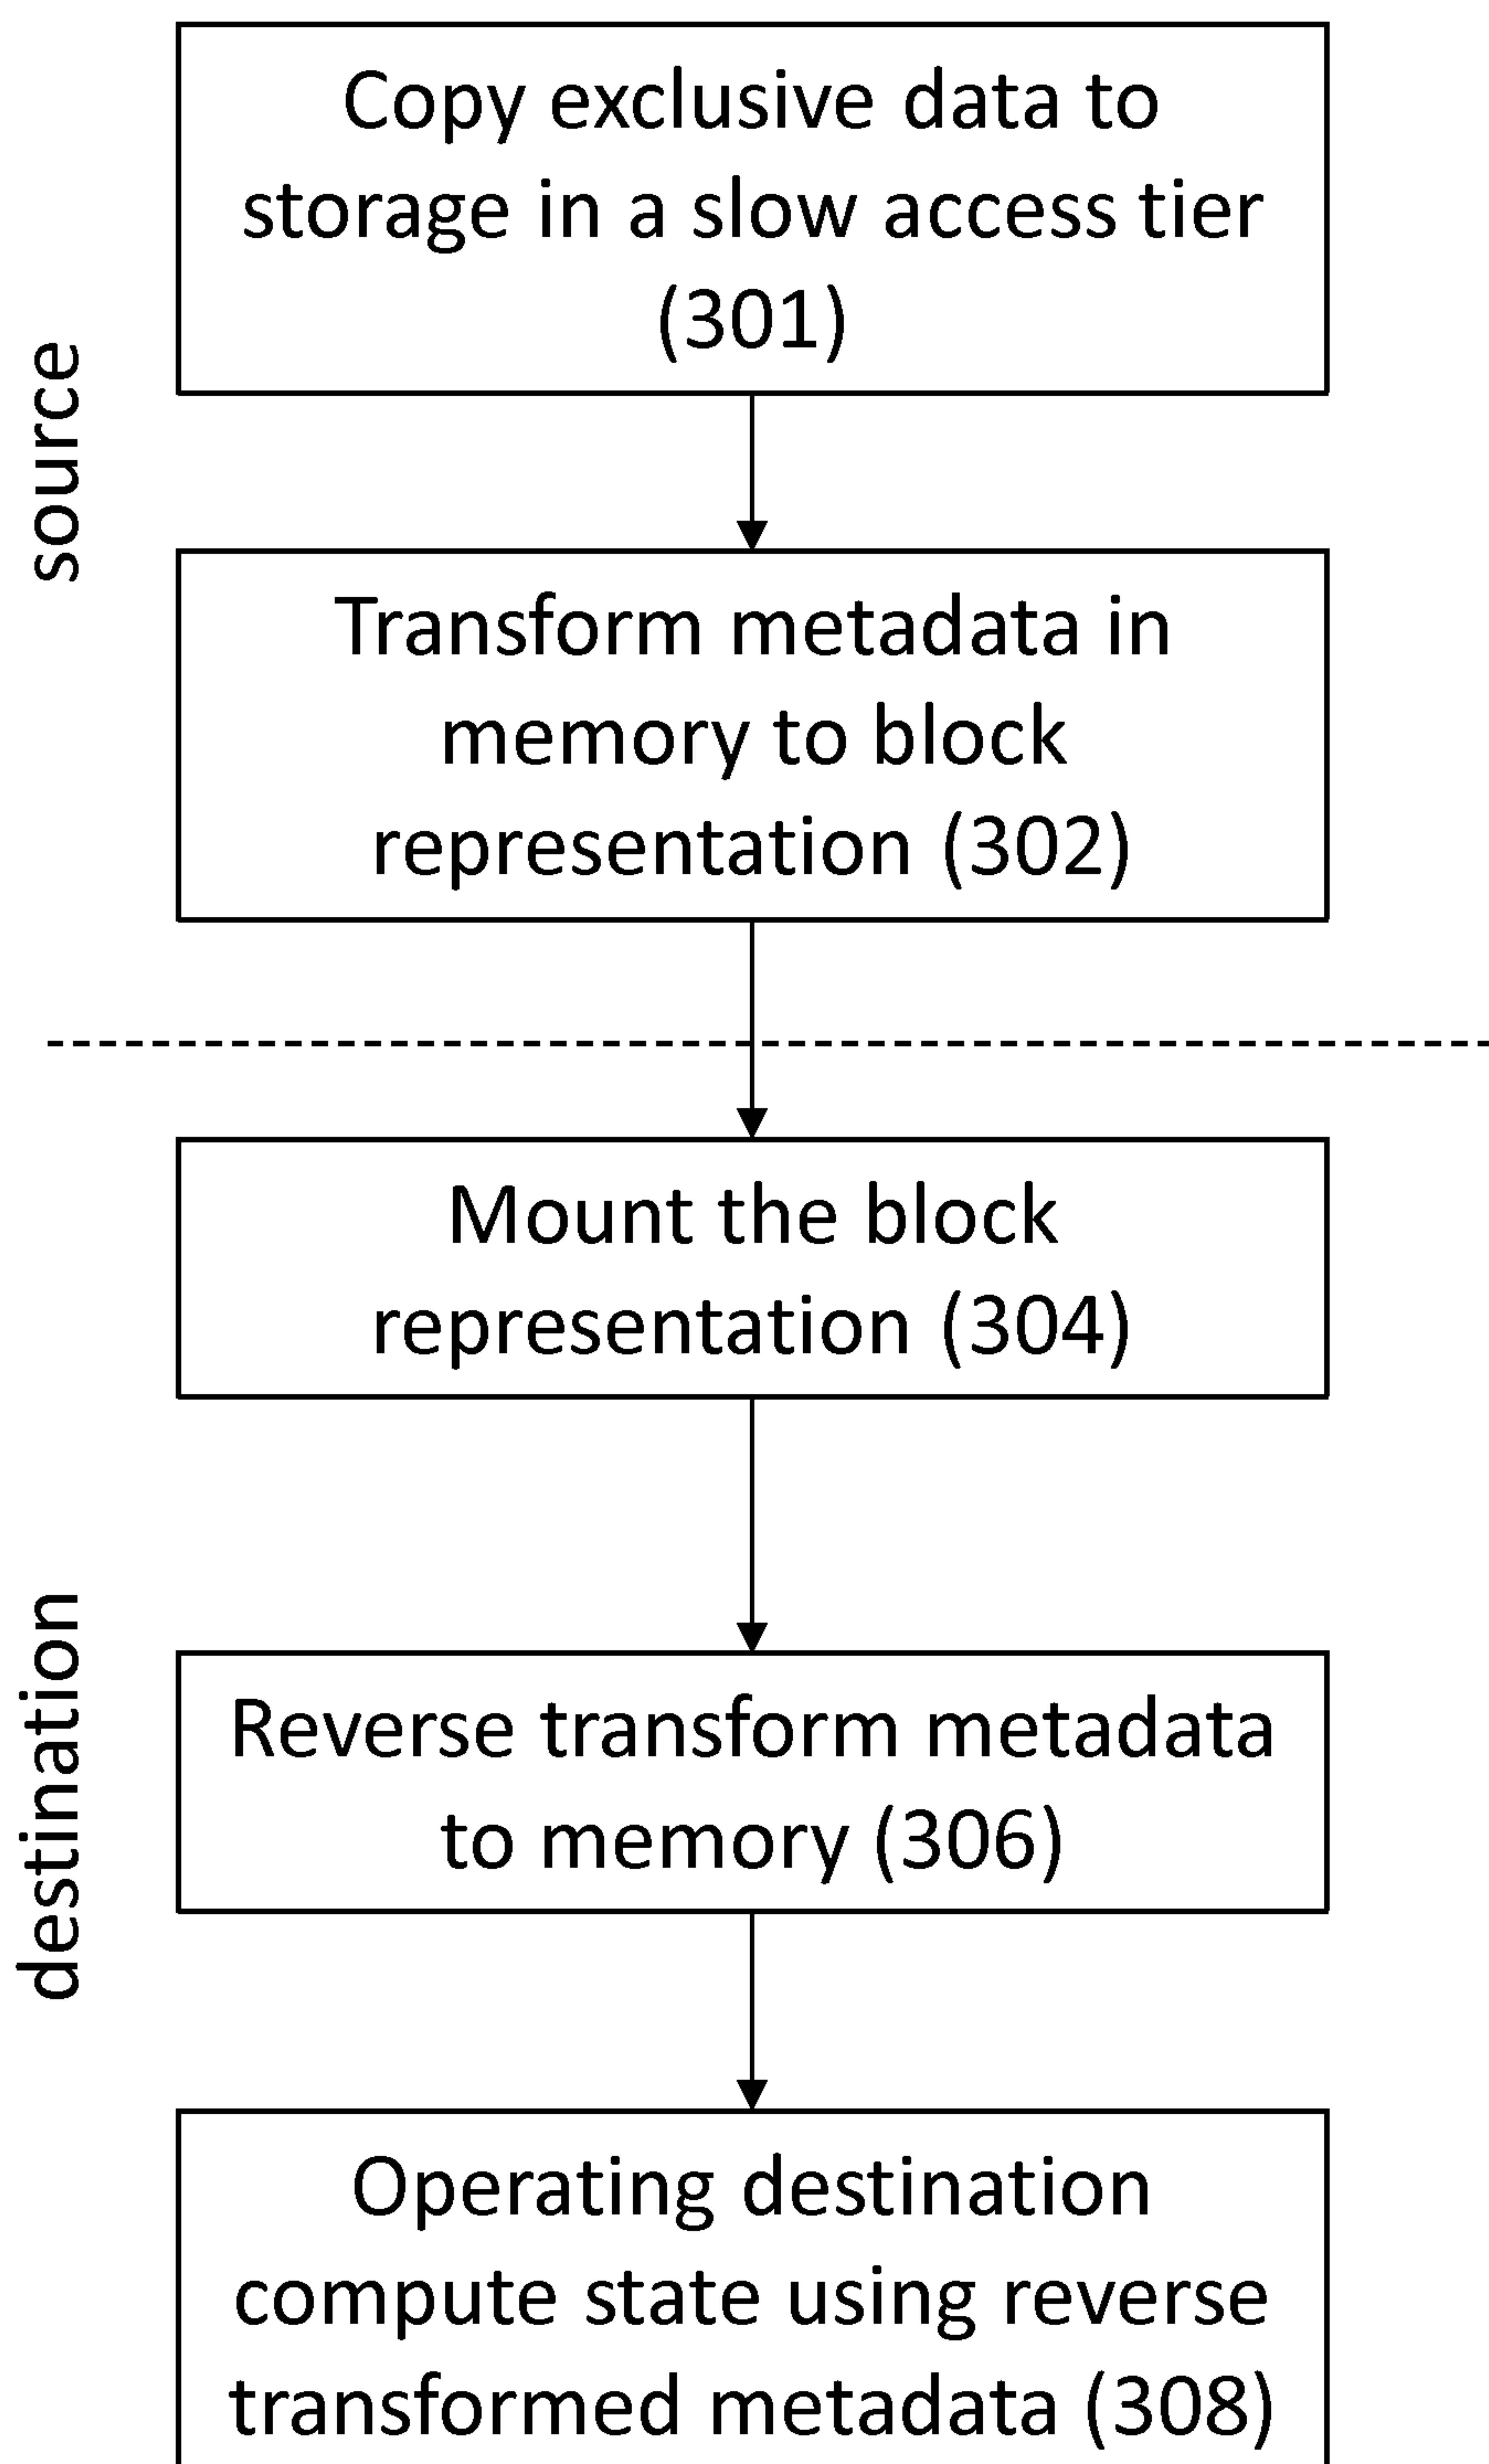 source
Copy exclusive data to
storage in a slow access tier
(301)
Transform metadata in
memory to block
representation (302)
destination
Mount the block
representation (304)
Reverse transform metadata
to memory (306)
Operating destination
compute state using reverse
transformed metadata (308)